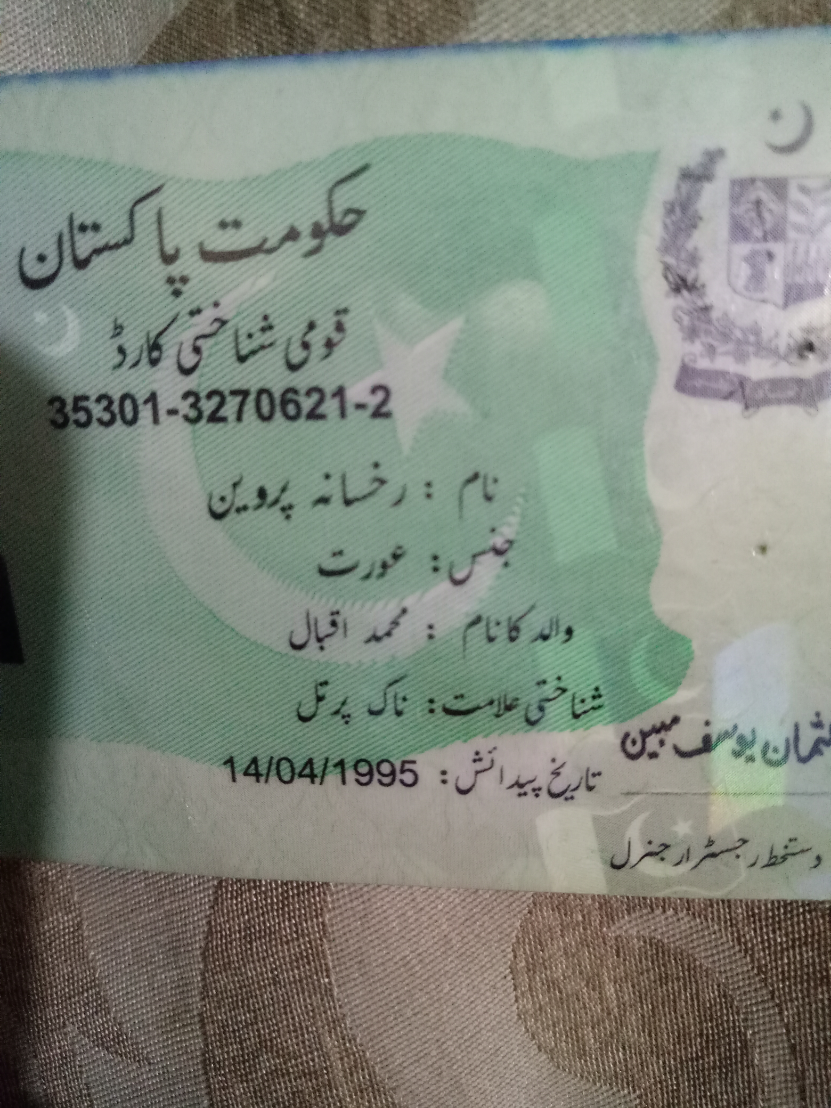 حکومت پاکستان
قومی شناختی کارڈ
35301-3270621-2
نام : رخسانہ پروین
جنس: عورت
والد کا نام : محمد اقبال
شناختی علامت: ناک پر تل
تاریخ پیدائش: 14/04/1995
عثمان یوسف مبین
دستخط رجسٹرار جنرل